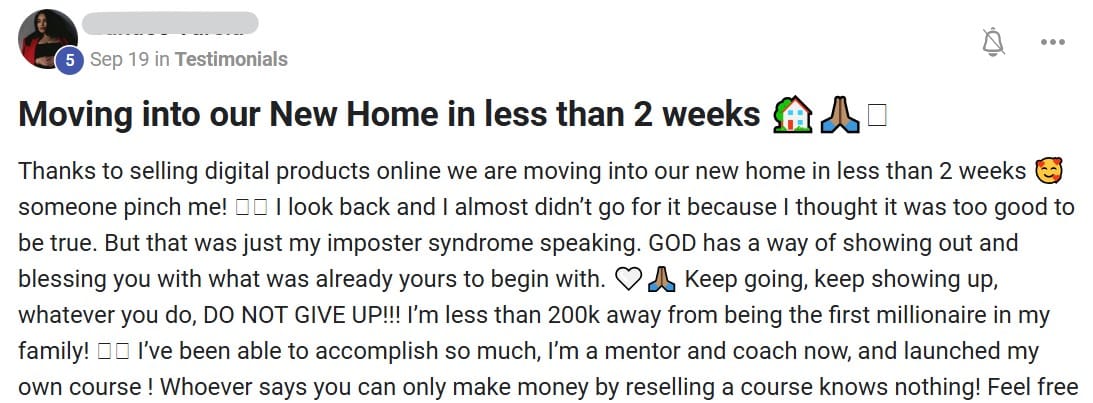 5 Sep 19 in Testimonials
Moving into our New Home in less than 2 weeks 🏡🙏🏽
Thanks to selling digital products online we are moving into our new home in less than 2 weeks 🥰
someone pinch me! I look back and I almost didn’t go for it because I thought it was too good to
be true. But that was just my imposter syndrome speaking. GOD has a way of showing out and
blessing you with what was already yours to begin with. 🤍🙏🏽 Keep going, keep showing up,
whatever you do, DO NOT GIVE UP!!! I’m less than 200k away from being the first millionaire in my
family! I’ve been able to accomplish so much, I’m a mentor and coach now, and launched my
own course ! Whoever says you can only make money by reselling a course knows nothing! Feel free